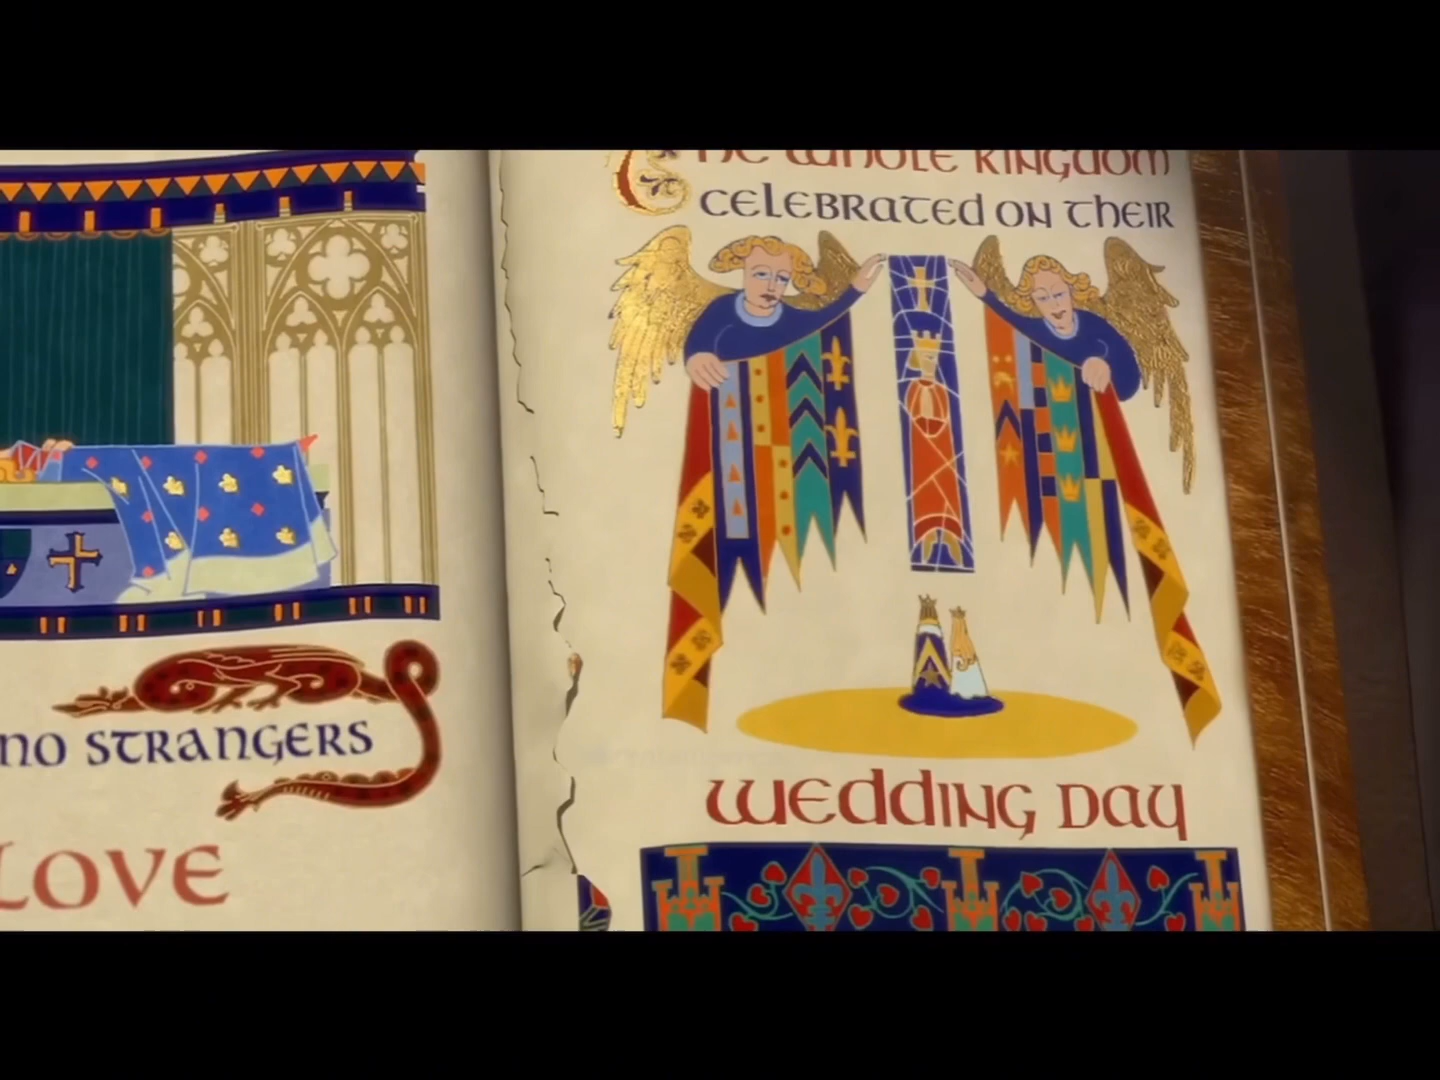 no strangers
love
The whole kingdom
celebrated on their
wedding day